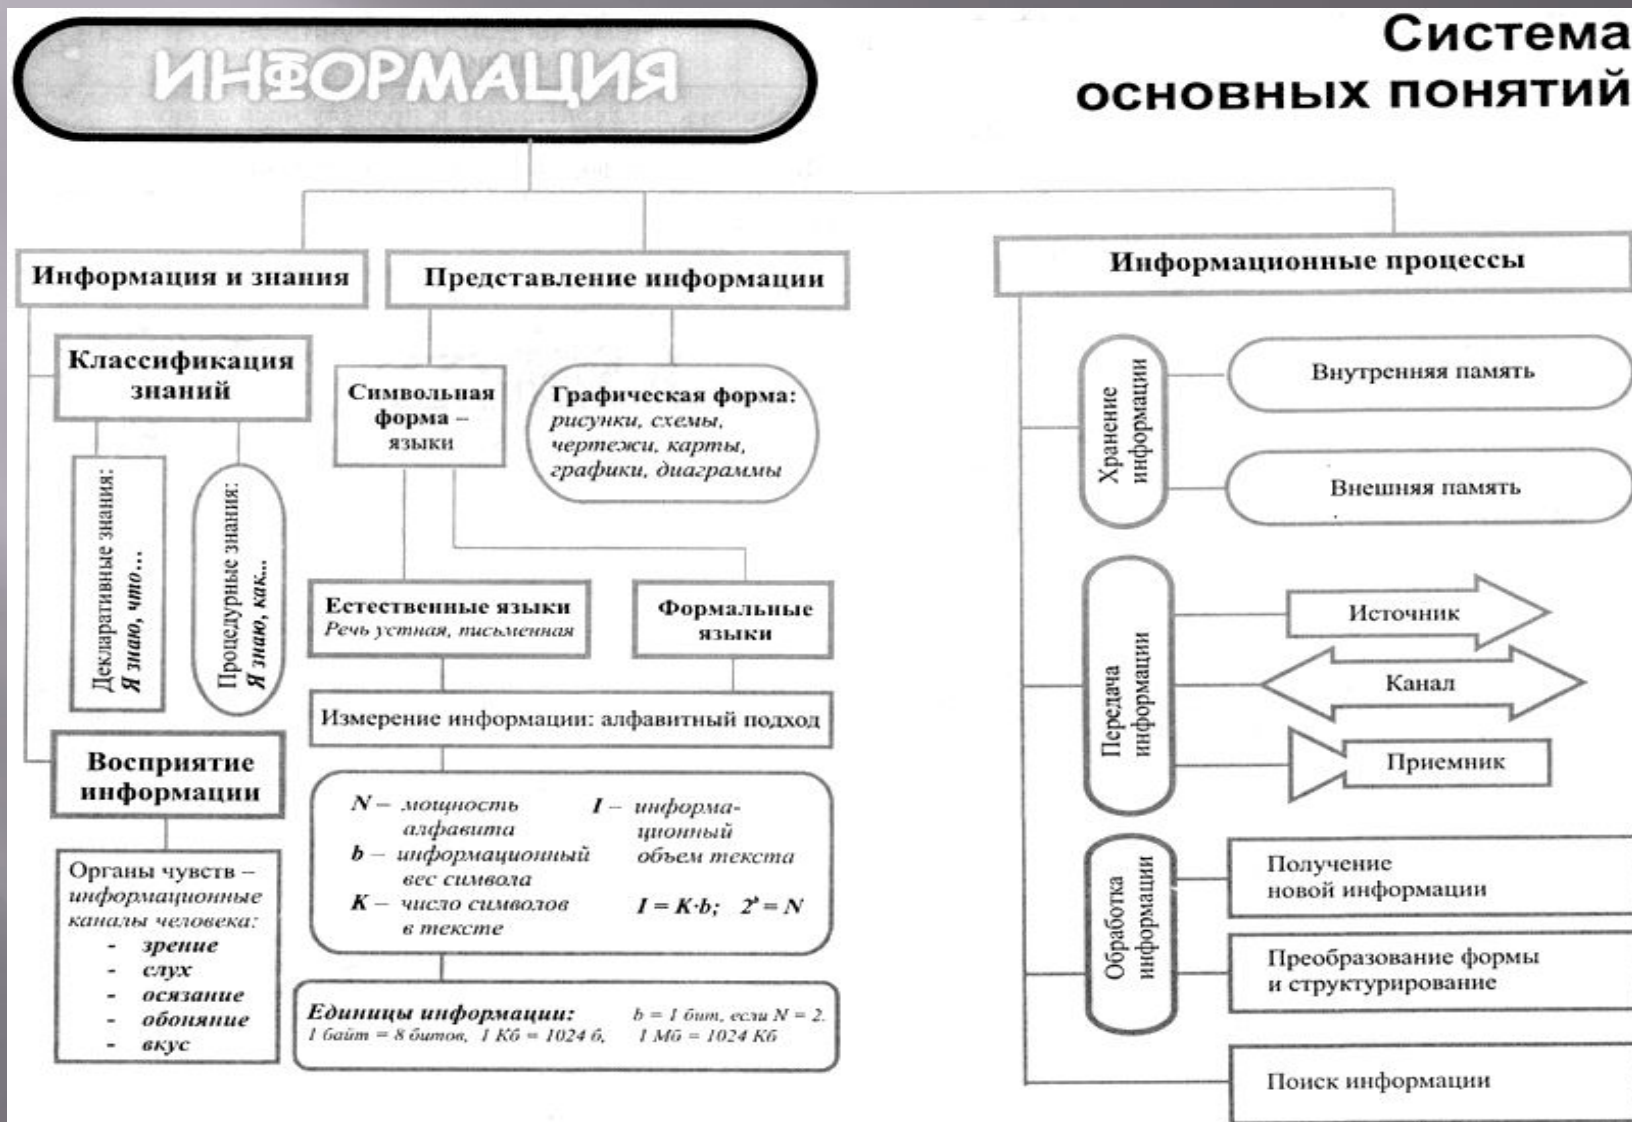 ИНФОРМАЦИЯ
Система
основных понятий
Информация и знания
Классификация
знаний
Декларативные знания:
Я знаю, что...
Процедурные знания:
Я знаю, как...
Восприятие
информации
Органы чувств –
информационные
каналы человека:
- зрение
- слух
- осязание
- обоняние
- вкус
Представление информации
Символьная
форма –
языки
Графическая форма:
рисунки, схемы,
чертежи, карты,
графики, диаграммы
Естественные языки
Речь устная, письменная
Формальные
языки
Измерение информации: алфавитный подход
N – мощность
алфавита
b – информационный
вес символа
K – число символов
в тексте
I – информа-
ционный
объем текста
I = K·b; 2ᵇ = N
Единицы информации: b = 1 бит, если N = 2.
1 байт = 8 битов, 1 Кб = 1024 б, 1 Мб = 1024 Кб
Информационные процессы
Хранение
информации
Внутренняя память
Внешняя память
Передача
информации
Источник
Канал
Приемник
Обработка
информации
Получение
новой информации
Преобразование формы
и структурирование
Поиск информации